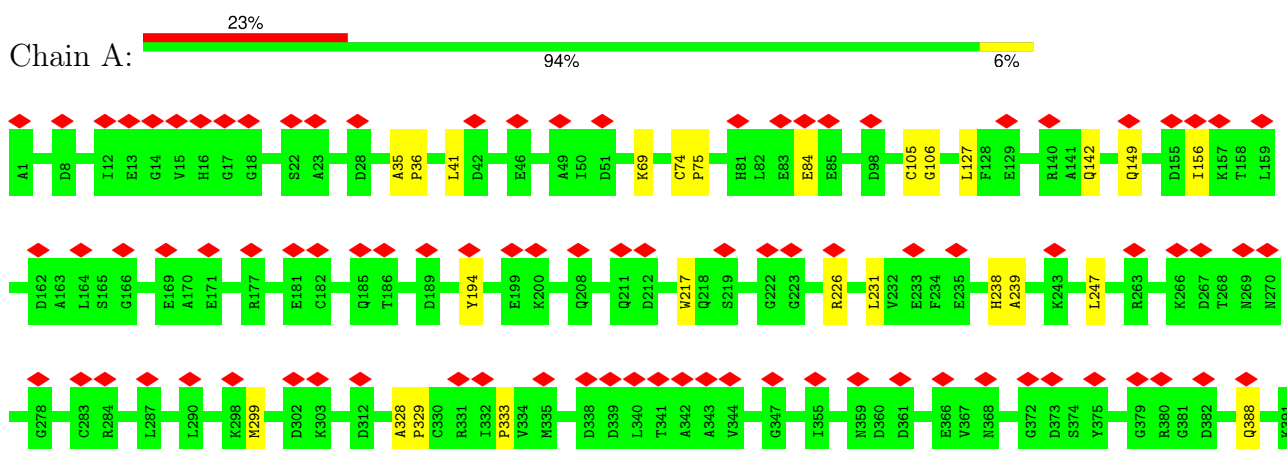 23%
Chain A:
94% 6%
A1 D8 I12 E13 G14 V15 H16 G17 G18 S22 A23 D28 A35 P36 L41 D42 E46 A49 I50 D51 K69 C74 P75 H81 L82 E83 E84 E85 D98 C105 G106 L127 F128 E129 R140 A141 Q142 Q149 D155 I156 K157 T158 L159
D162 A163 L164 S165 G166 E169 A170 E171 R177 E181 C182 Q185 T186 D189 Y194 E199 K200 Q208 Q211 D212 W217 Q218 S219 G222 G223 R226 L231 V232 E233 F234 E235 H238 A239 K243 L247 R263 K266 D267 T268 N269 N270
G278 C283 R284 L287 L290 K298 M299 D302 K303 D312 A328 P329 C330 R331 I332 P333 V334 M335 D338 D339 L340 T341 A342 A343 V344 G347 I355 N359 D360 D361 E366 V367 N368 G372 D373 S374 Y375 G379 R380 G381 D382 Q388 K391